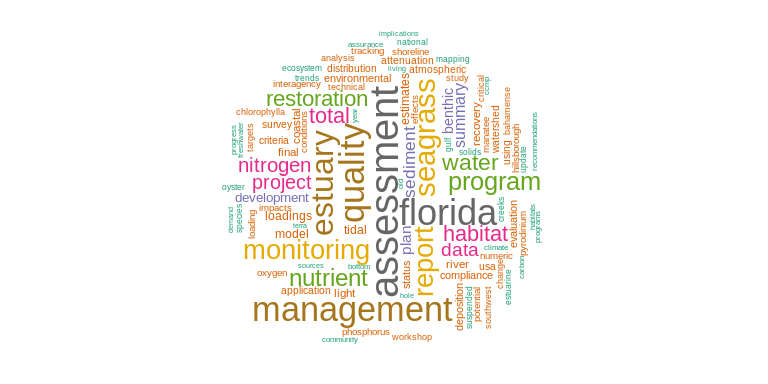 implications
assurance
national
tracking
shoreline
analysis
attenuation
mapping
ecosystem
distribution
living
atmospheric
trends
environmental
study
interagency
technical
critical
ccmp
restoration
assessment
estimates
effects
seagrass
benthic
summary
recovery
manatee
watershed
bahamense
using
hillsborough
update
recommendations
chlorophylla
total
year
coastal
conditions
survey
targets
progress
freshwater
criteria
final
estuary
quality
sediment
gulf
solids
nitrogen
water
oyster
project
program
old
development
florida
impacts
loadings
demand
species
loading
terra
tidal
model
plan
habitat
creeks
evaluation
pyrodinium
habitats
programs
monitoring
report
data
climate
numeric
sources
bottom
status
river
usa
change
estuarine
carbon
oxygen
nutrient
compliance
application
light
hole
management
deposition
suspended
potential
southwest
phosphorus
workshop
community